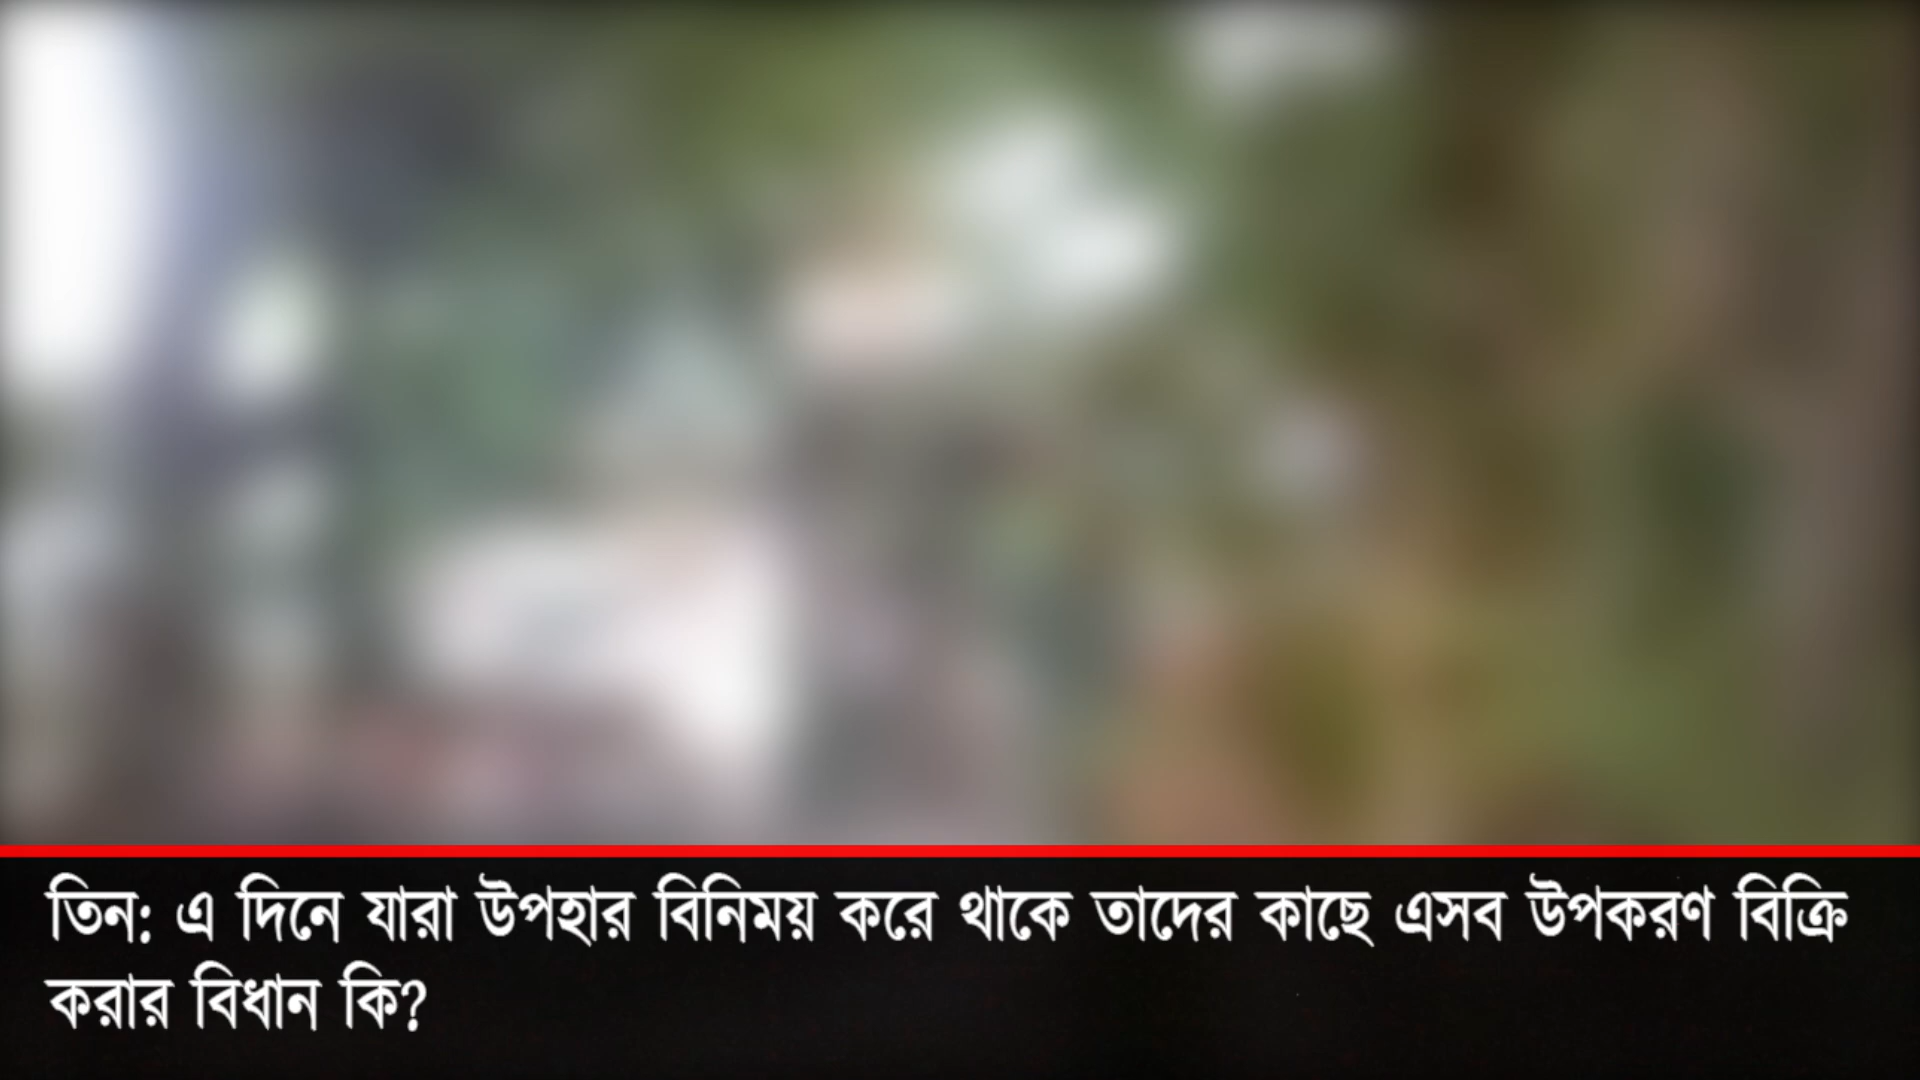 তিন: এ দিনে যারা উপহার বিনিময় করে থাকে তাদের কাছে এসব উপকরণ বিক্রি
করার বিধান কি?